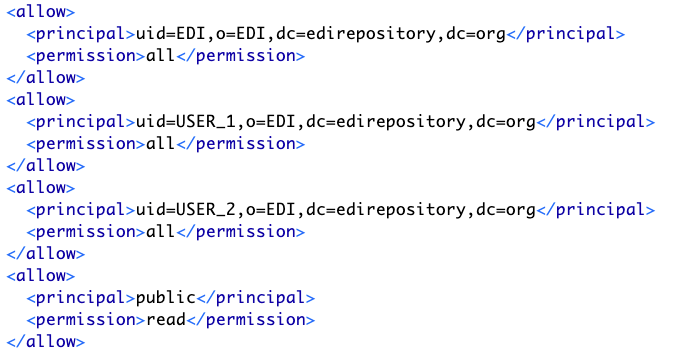 <allow>
  <principal>uid=EDI,o=EDI,dc=edirepository,dc=org</principal>
  <permission>all</permission>
</allow>
<allow>
  <principal>uid=USER_1,o=EDI,dc=edirepository,dc=org</principal>
  <permission>all</permission>
</allow>
<allow>
  <principal>uid=USER_2,o=EDI,dc=edirepository,dc=org</principal>
  <permission>all</permission>
</allow>
<allow>
  <principal>public</principal>
  <permission>read</permission>
</allow>